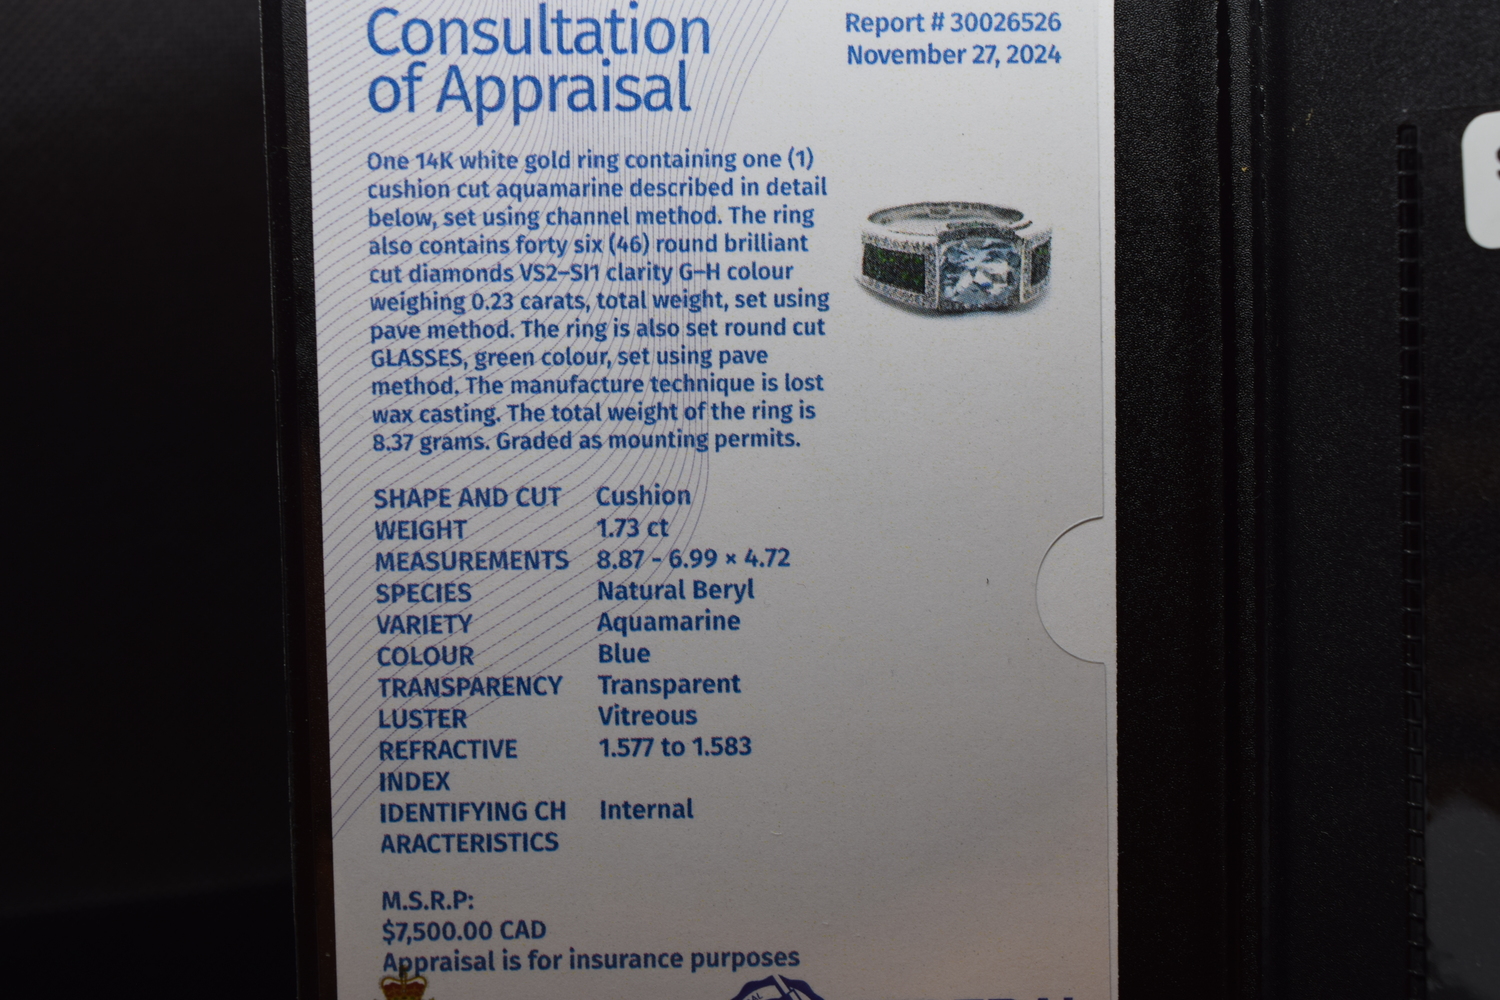 Consultation
of Appraisal
Report # 30026526
November 27, 2024
One 14K white gold ring containing one (1)
cushion cut aquamarine described in detail
below, set using channel method. The ring
also contains forty six (46) round brilliant
cut diamonds VS2–SI1 clarity G–H colour
weighing 0.23 carats, total weight, set using
pave method. The ring is also set round cut
GLASSES, green colour, set using pave
method. The manufacture technique is lost
wax casting. The total weight of the ring is
8.37 grams. Graded as mounting permits.
SHAPE AND CUT Cushion
WEIGHT 1.73 ct
MEASUREMENTS 8.87 - 6.99 × 4.72
SPECIES Natural Beryl
VARIETY Aquamarine
COLOUR Blue
TRANSPARENCY Transparent
LUSTER Vitreous
REFRACTIVE 1.577 to 1.583
INDEX
IDENTIFYING CH Internal
ARACTERISTICS
M.S.R.P:
$7,500.00 CAD
Appraisal is for insurance purposes